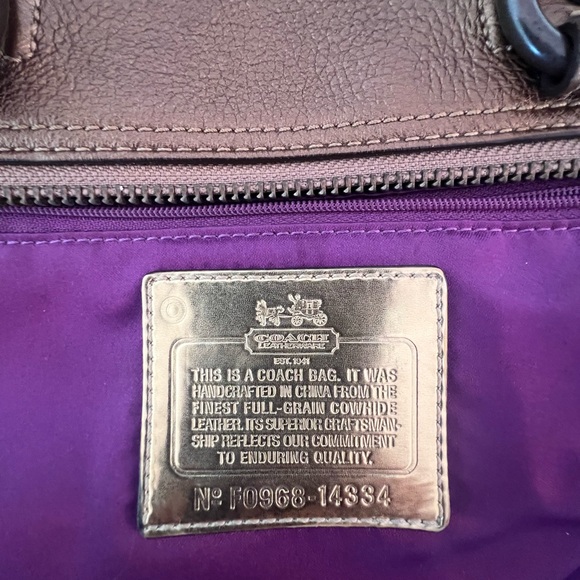 COACH
LEATHERWARE
EST. 1941
THIS IS A COACH BAG. IT WAS
HANDCRAFTED IN CHINA FROM THE
FINEST FULL-GRAIN COWHIDE
LEATHER. ITS SUPERIOR CRAFTSMAN-
SHIP REFLECTS OUR COMMITMENT
TO ENDURING QUALITY.
Nº F0968-14334